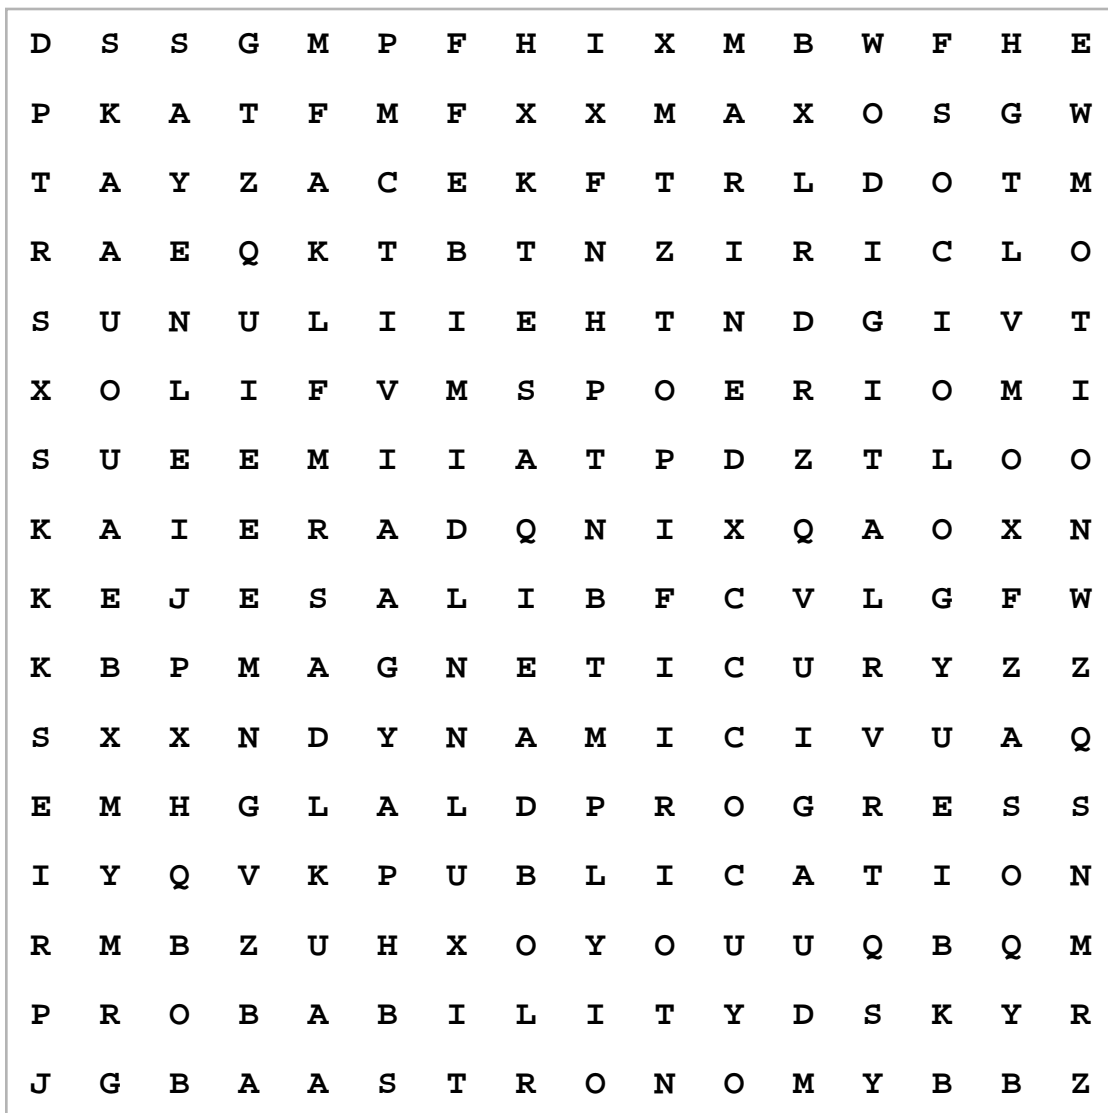 D S S G M P F H I X M B W F H E
P K A T F M F X X M A X O S G W
T A Y Z A C E K F T R L D O T M
R A E Q K T B T N Z I R I C L O
S U N U L I I E H T N D G I V T
X O L I F V M S P O E R I O M I
S U E E M I I A T P D Z T L O O
K A I E R A D Q N I X Q A O X N
K E J E S A L I B F C V L G F W
K B P M A G N E T I C U R Y Z Z
S X X N D Y N A M I C I V U A Q
E M H G L A L D P R O G R E S S
I Y Q V K P U B L I C A T I O N
R M B Z U H X O Y O U U Q B Q M
P R O B A B I L I T Y D S K Y R
J G B A A S T R O N O M Y B B Z